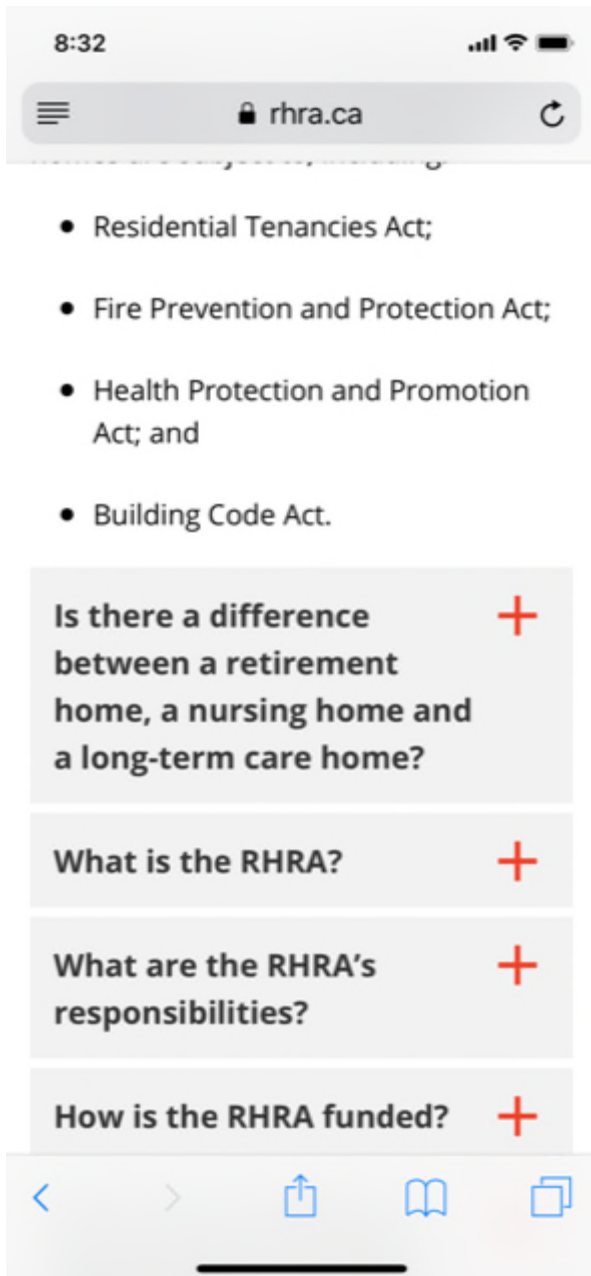 8:32
rhra.ca
Residential Tenancies Act;
Fire Prevention and Protection Act;
Health Protection and Promotion
Act; and
Building Code Act.
Is there a difference
between a retirement
home, a nursing home and
a long-term care home?
What is the RHRA?
What are the RHRA's
responsibilities?
How is the RHRA funded?